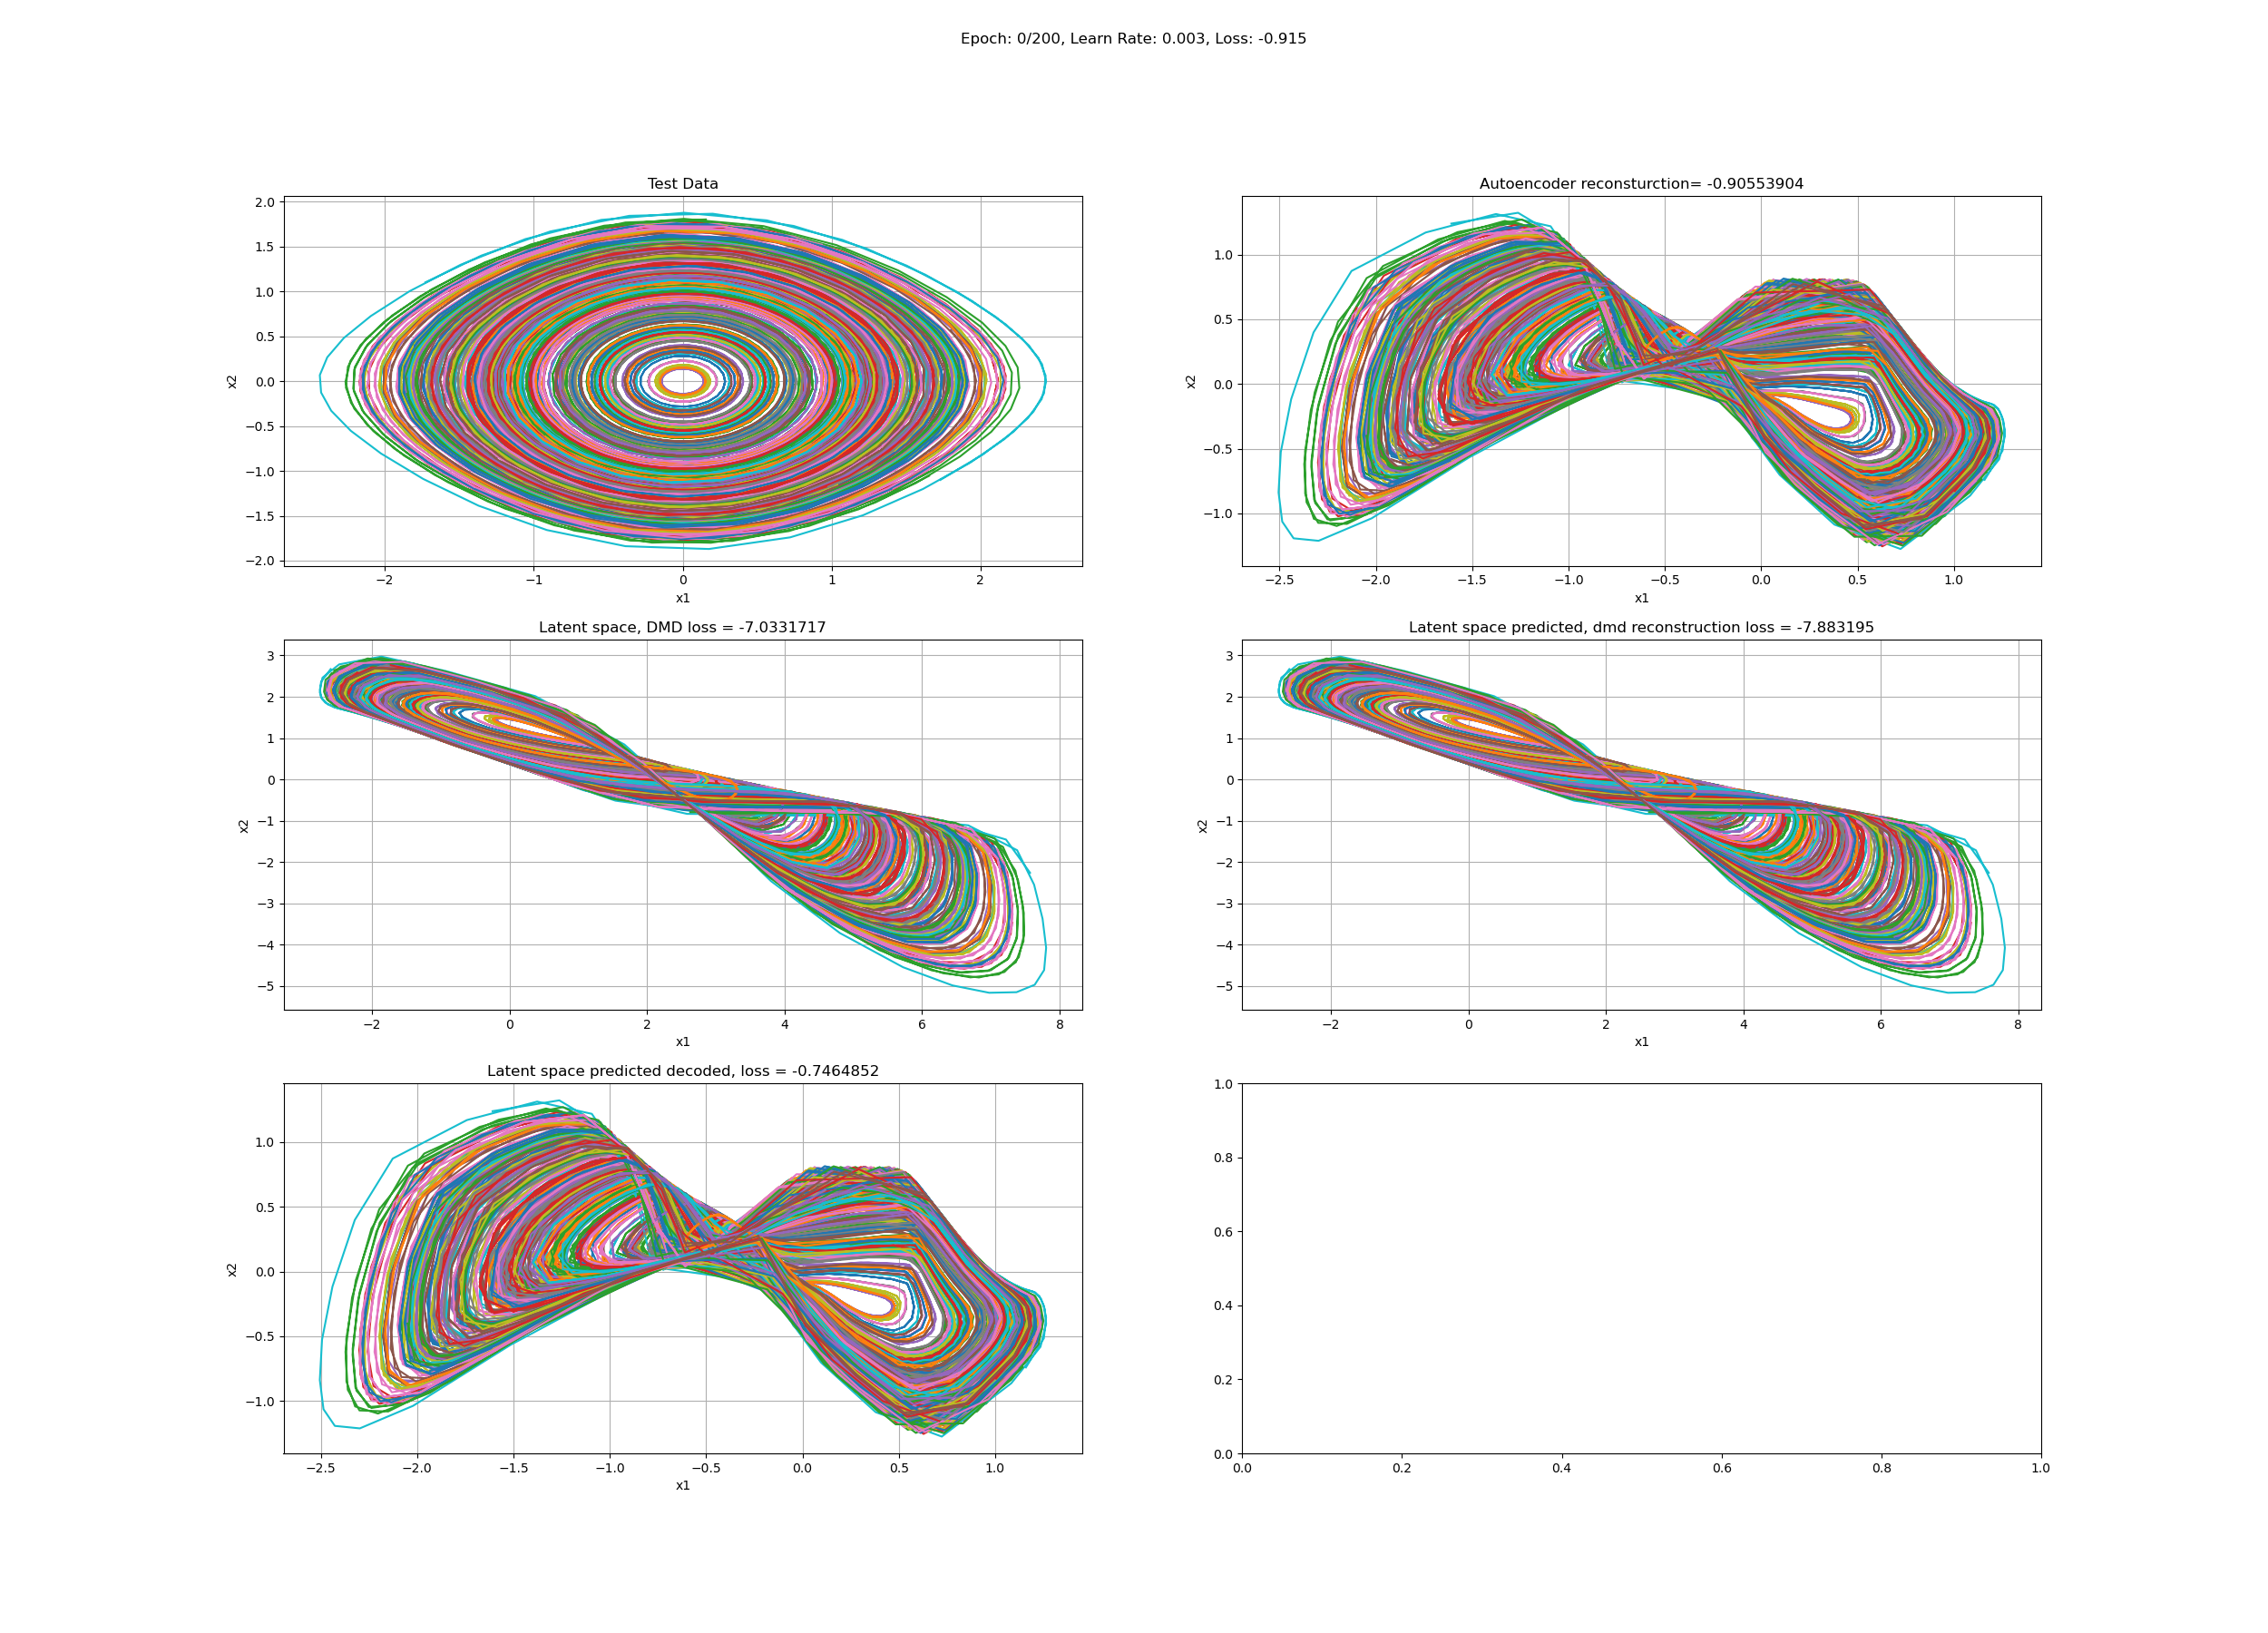 Epoch: 0/200, Learn Rate: 0.003, Loss: -0.915
Test Data
2.0
1.5
1.0
0.5
0.0
−0.5
−1.0
−1.5
−2.0
x2
−2 −1 0 1 2
x1
Autoencoder reconsturction= -0.90553904
1.0
0.5
0.0
−0.5
−1.0
x2
−2.5 −2.0 −1.5 −1.0 −0.5 0.0 0.5 1.0
x1
Latent space, DMD loss = -7.0331717
3
2
1
0
−1
−2
−3
−4
−5
x2
−2 0 2 4 6 8
x1
Latent space predicted, dmd reconstruction loss = -7.883195
3
2
1
0
−1
−2
−3
−4
−5
x2
−2 0 2 4 6 8
x1
Latent space predicted decoded, loss = -0.7464852
1.0
0.5
0.0
−0.5
−1.0
x2
−2.5 −2.0 −1.5 −1.0 −0.5 0.0 0.5 1.0
x1
1.0
0.8
0.6
0.4
0.2
0.0
0.0 0.2 0.4 0.6 0.8 1.0